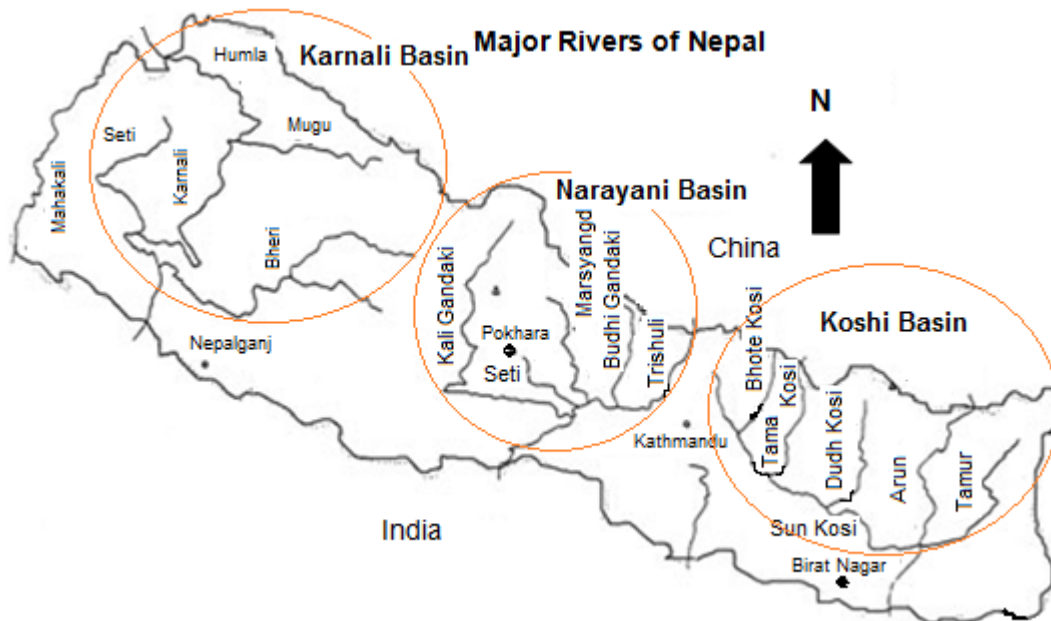 Major Rivers of Nepal
Karnali Basin
Humla
Mugu
Seti
Karnali
Mahakali
Bheri
Nepalganj
N
Narayani Basin
China
Kali Gandaki
Marsyangd
Budhi Gandaki
Trishuli
Pokhara
Seti
Kathmandu
Koshi Basin
Bhote Kosi
Tama Kosi
Dudh Kosi
Arun
Tamur
Sun Kosi
India
Birat Nagar